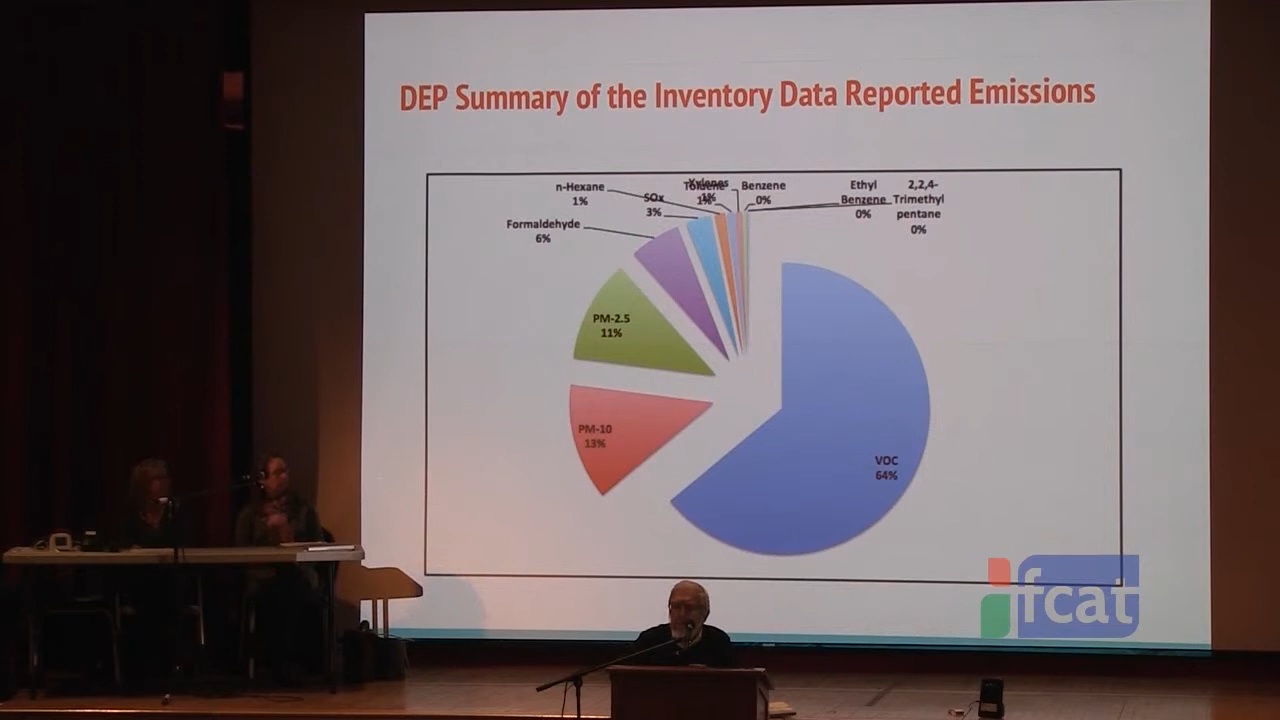 DEP Summary of the Inventory Data Reported Emissions
n-Hexane
1%
SOx
3%
Toluene
1%
Xylenes
1%
Benzene
0%
Ethyl
Benzene
0%
2,2,4-
Trimethyl
pentane
0%
Formaldehyde
6%
PM-2.5
11%
PM-10
13%
VOC
64%
fcat